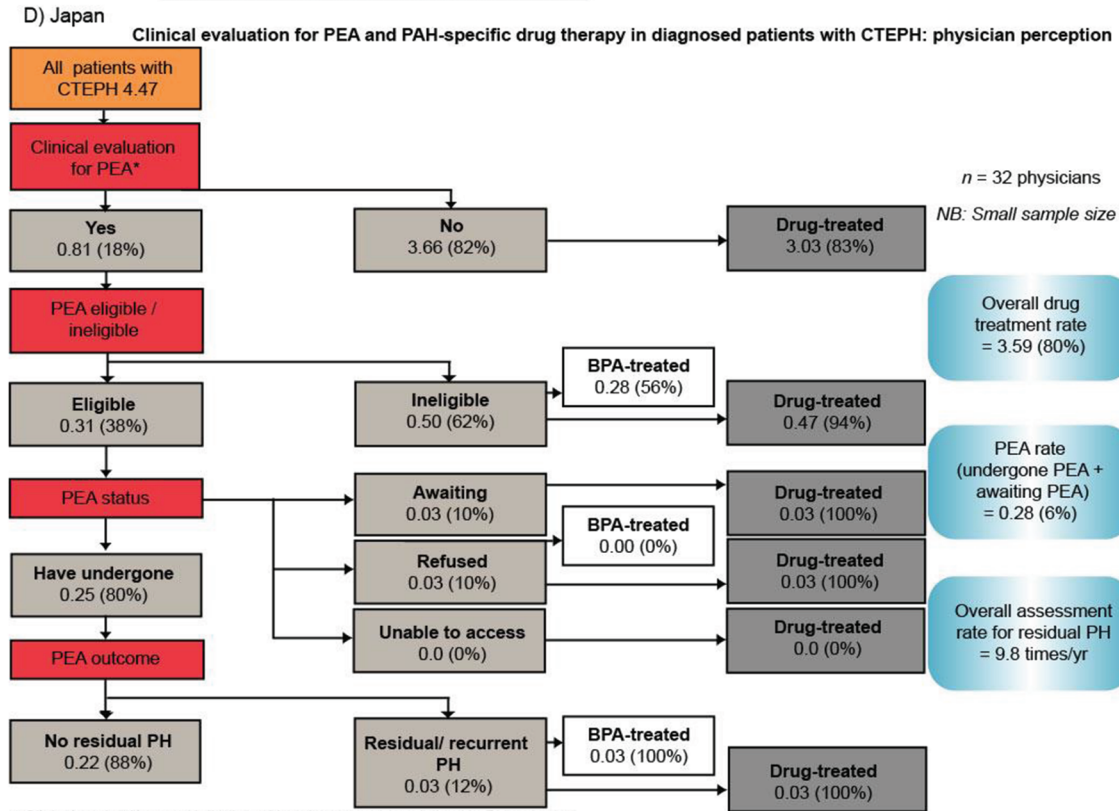 D) Japan
Clinical evaluation for PEA and PAH-specific drug therapy in diagnosed patients with CTEPH: physician perception
All patients with
CTEPH 4.47
Clinical evaluation
for PEA*
n = 32 physicians
NB: Small sample size
Yes
0.81 (18%)
No
3.66 (82%)
Drug-treated
3.03 (83%)
PEA eligible /
ineligible
Overall drug
treatment rate
= 3.59 (80%)
Eligible
0.31 (38%)
Ineligible
0.50 (62%)
BPA-treated
0.28 (56%)
Drug-treated
0.47 (94%)
PEA rate
(undergone PEA +
awaiting PEA)
= 0.28 (6%)
PEA status
Awaiting
0.03 (10%)
Drug-treated
0.03 (100%)
BPA-treated
0.00 (0%)
Have undergone
0.25 (80%)
Refused
0.03 (10%)
Drug-treated
0.03 (100%)
Unable to access
0.0 (0%)
Drug-treated
0.0 (0%)
Overall assessment
rate for residual PH
= 9.8 times/yr
PEA outcome
No residual PH
0.22 (88%)
Residual/ recurrent
PH
0.03 (12%)
BPA-treated
0.03 (100%)
Drug-treated
0.03 (100%)